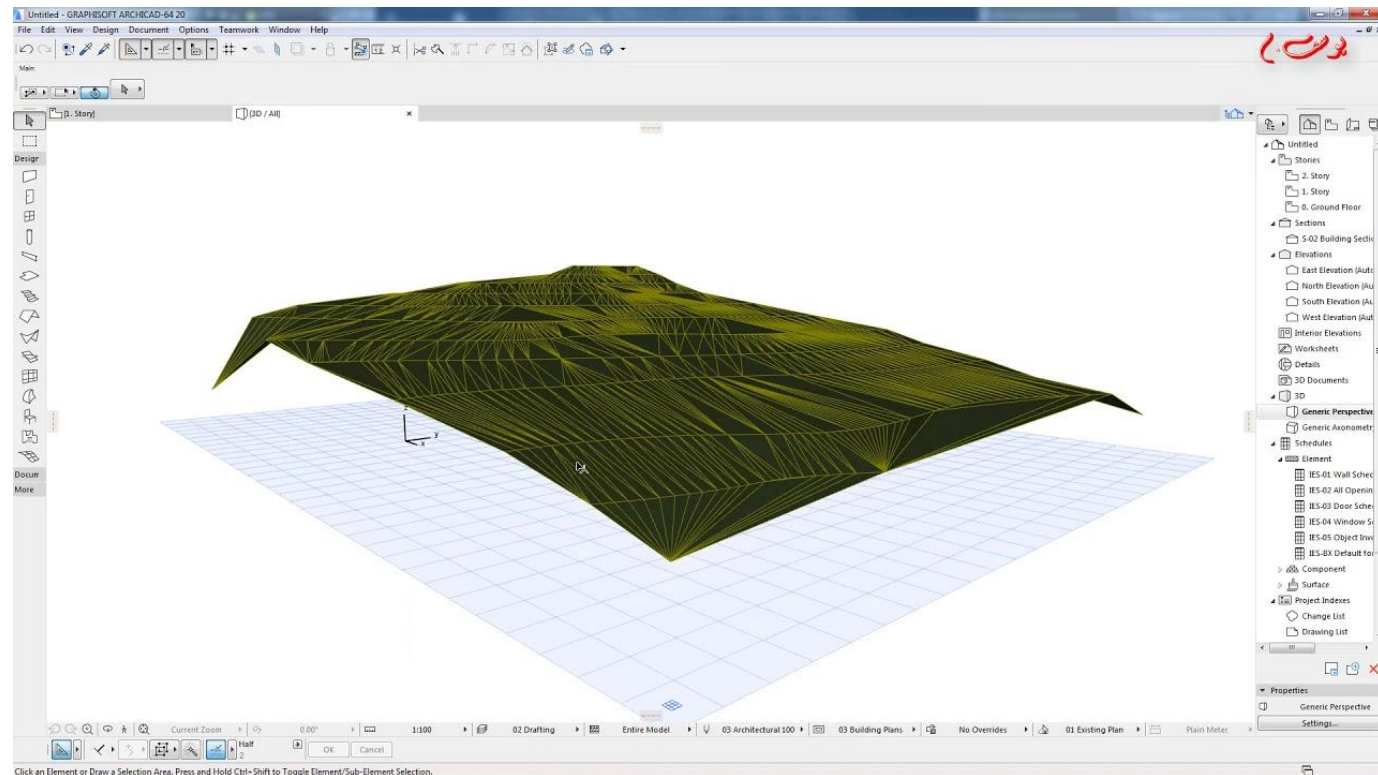 Untitled - GRAPHISOFT ARCHICAD-64 20
File Edit View Design Document Options Teamwork Window Help
Main:
[1. Story]
[3D / All]
Design
Docum
More
z
y
x
Untitled
Stories
2. Story
1. Story
0. Ground Floor
Sections
S-02 Building Sectio
Elevations
East Elevation (Auto
North Elevation (Au
South Elevation (Au
West Elevation (Aut
Interior Elevations
Worksheets
Details
3D Documents
3D
Generic Perspective
Generic Axonometr
Schedules
Element
IES-01 Wall Schec
IES-02 All Openin
IES-03 Door Sche
IES-04 Window S
IES-05 Object Inve
IES-BX Default for
Component
Surface
Project Indexes
Change List
Drawing List
Properties
Generic Perspective
Settings...
Current Zoom 0.00° 1:100 02 Drafting Entire Model 03 Architectural 100 03 Building Plans No Overrides 01 Existing Plan Plain Meter
Half
2
OK Cancel
Click an Element or Draw a Selection Area. Press and Hold Ctrl+Shift to Toggle Element/Sub-Element Selection.